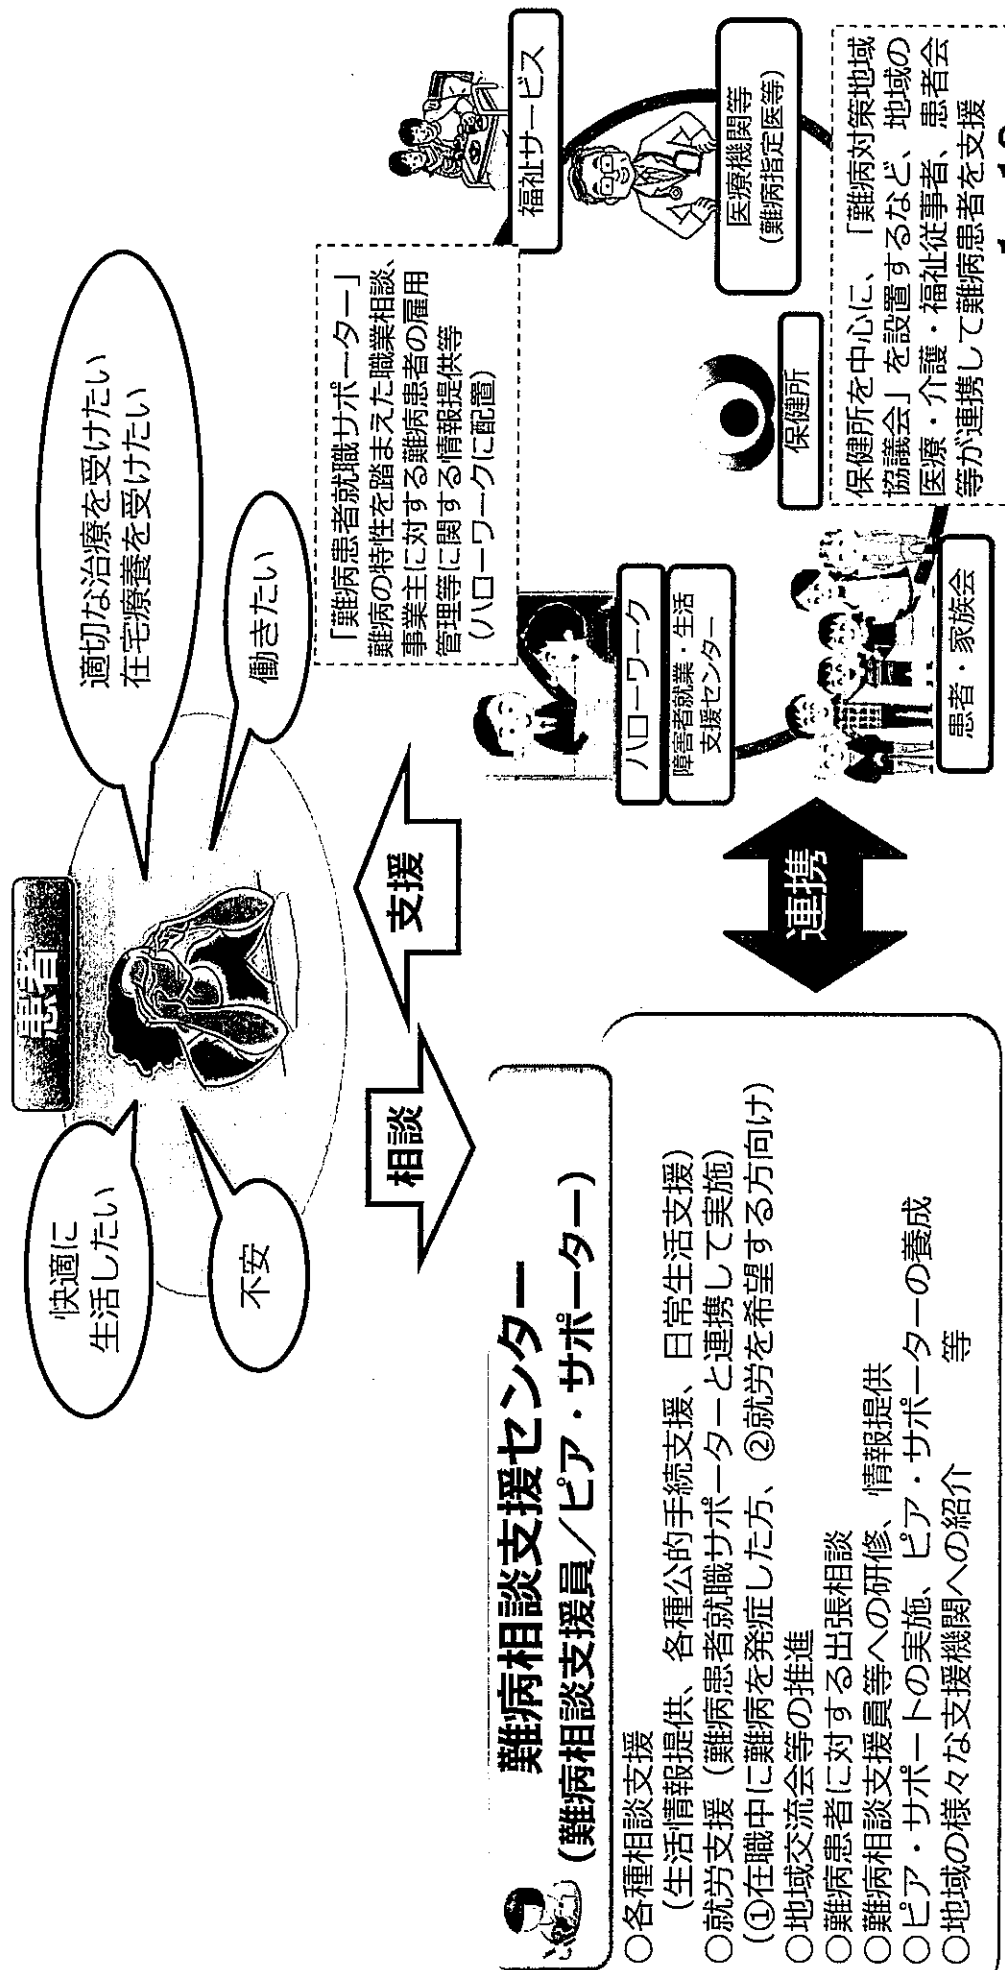 患者
快適に
生活したい
不安
適切な治療を受けたい
在宅療養を受けたい
働きたい
相談
支援
難病相談支援センター
(難病相談支援員／ピア・サポーター)
○各種相談支援
(生活情報提供、各種公的手続支援、日常生活支援)
○就労支援（難病患者就職サポーターと連携して実施)
(①在職中に難病を発症した方、②就労を希望する方向け)
○地域交流会等の推進
○難病患者に対する出張相談
○難病相談支援員等への研修、情報提供
○ピア・サポートの実施、ピア・サポーターの養成
○地域の様々な支援機関への紹介　　等
連携
「難病患者就職サポーター」
難病の特性を踏まえた職業相談、
事業主に対する難病患者の雇用
管理等に関する情報提供等
(ハローワークに配置)
ハローワーク
障害者就業・生活
支援センター
福祉サービス
医療機関等
(難病指定医等)
保健所
患者・家族会
保健所を中心に、「難病対策地域
協議会」を設置するなど、地域の
医療・介護・福祉従事者、患者会
等が連携して難病患者を支援